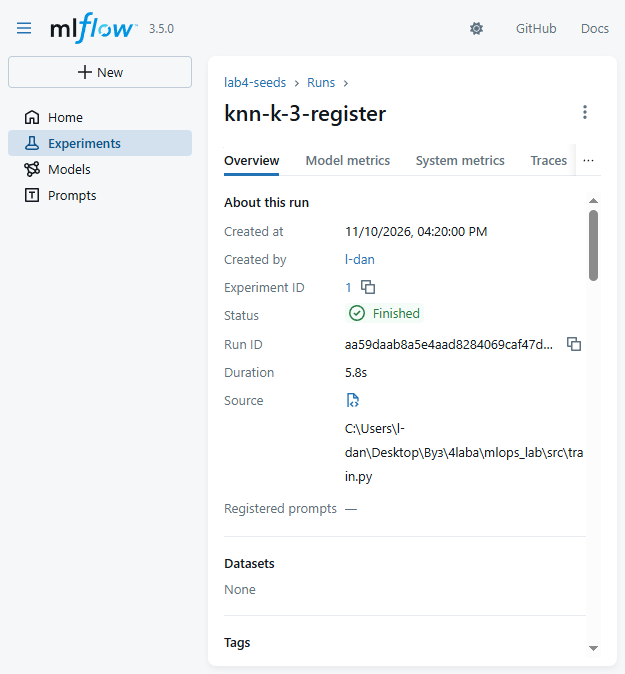 mlflow 3.5.0 GitHub Docs
New
Home
Experiments
Models
Prompts
lab4-seeds > Runs >
knn-k-3-register
Overview Model metrics System metrics Traces ...
About this run
Created at 11/10/2026, 04:20:00 PM
Created by l-dan
Experiment ID 1
Status Finished
Run ID aa59daab8a5e4aad8284069caf47d...
Duration 5.8s
Source
C:\Users\l-
dan\Desktop\Вуз\4laba\mlops_lab\src\tra
in.py
Registered prompts —
Datasets
None
Tags